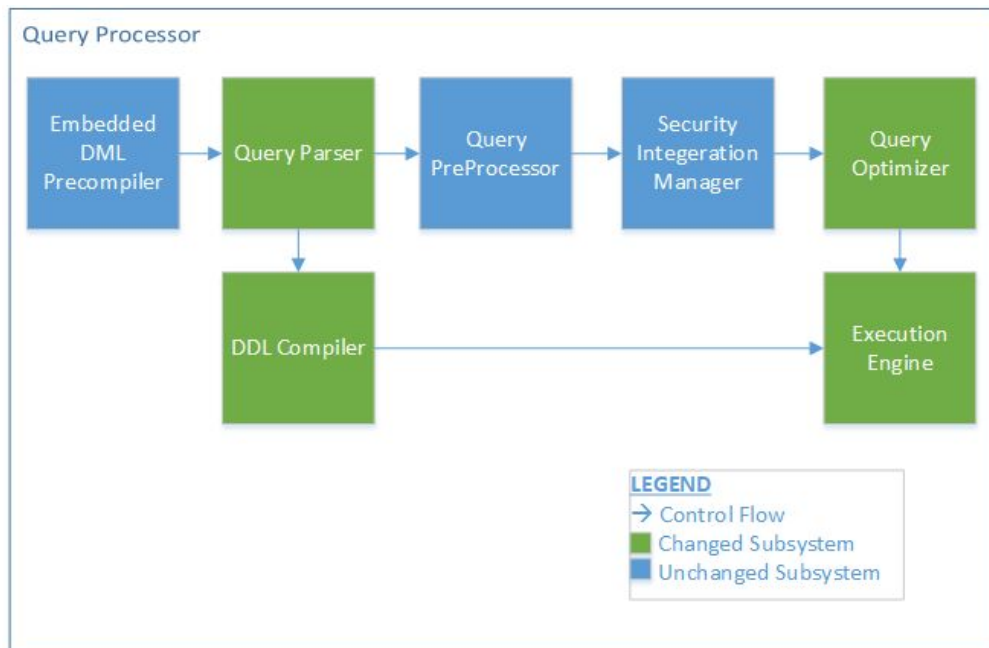 Query Processor
Embedded
DML
Precompiler
Query Parser
Query
PreProcessor
Security
Integeration
Manager
Query
Optimizer
DDL Compiler
Execution
Engine
LEGEND
→ Control Flow
Changed Subsystem
Unchanged Subsystem